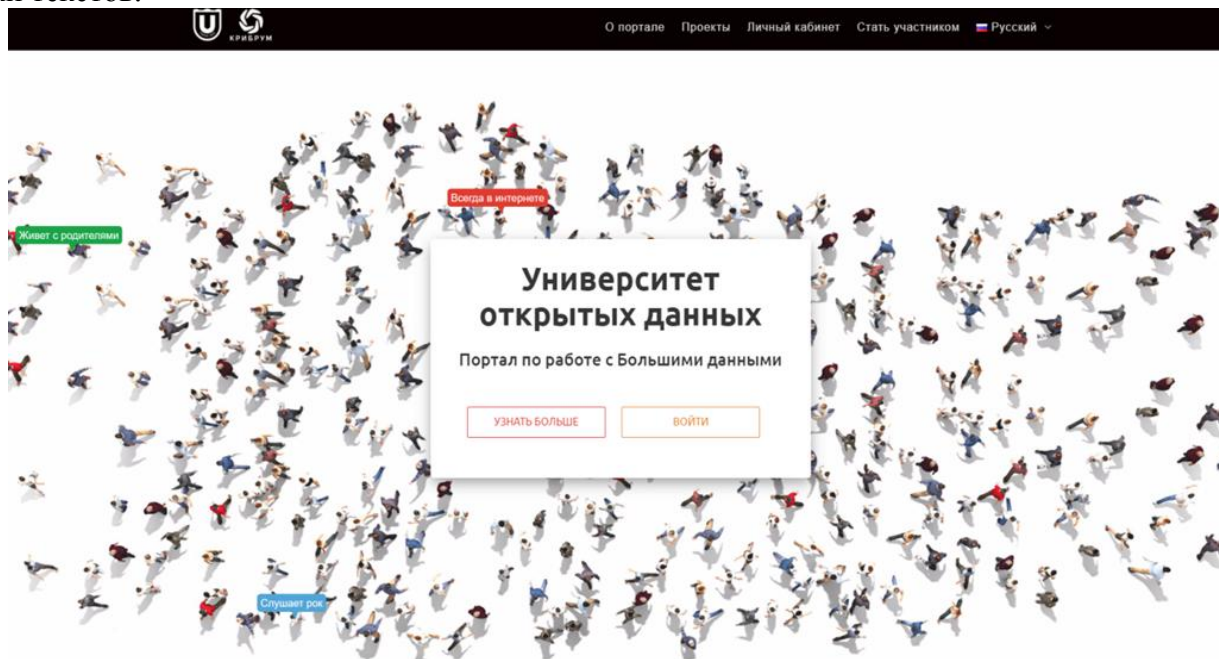 КРИБРУМ
О портале Проекты Личный кабинет Стать участником Русский
Всегда в интернете
Живет с родителями
Университет
открытых данных
Портал по работе с Большими данными
УЗНАТЬ БОЛЬШЕ ВОЙТИ
Слушает рок